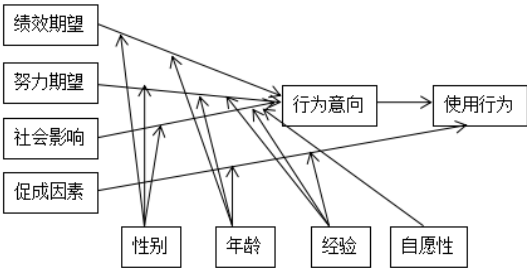 绩效期望
努力期望
社会影响
促成因素
行为意向
使用行为
性别
年龄
经验
自愿性